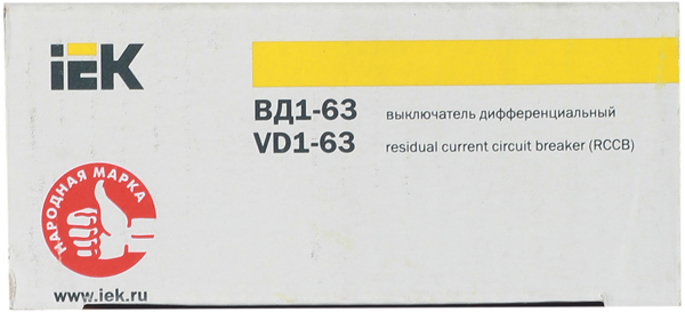 iEK
ВД1-63 выключатель дифференциальный
VD1-63 residual current circuit breaker (RCCB)
НАРОДНАЯ МАРКА
www.iek.ru